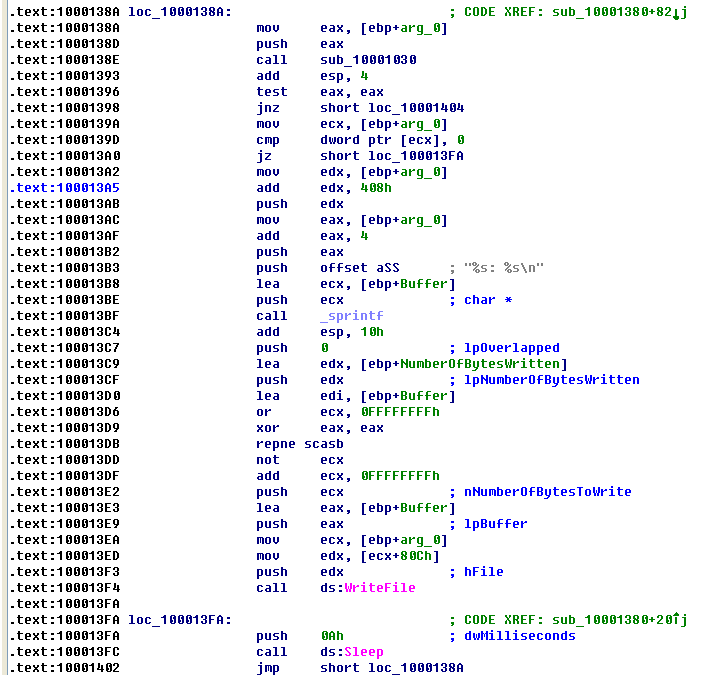 .text:1000138A loc_1000138A: ; CODE XREF: sub_10001380+82↓j
.text:1000138A mov eax, [ebp+arg_0]
.text:1000138D push eax
.text:1000138E call sub_10001030
.text:10001393 add esp, 4
.text:10001396 test eax, eax
.text:10001398 jnz short loc_10001404
.text:1000139A mov ecx, [ebp+arg_0]
.text:1000139D cmp dword ptr [ecx], 0
.text:100013A0 jz short loc_100013FA
.text:100013A2 mov edx, [ebp+arg_0]
.text:100013A5 add edx, 408h
.text:100013AB push edx
.text:100013AC mov eax, [ebp+arg_0]
.text:100013AF add eax, 4
.text:100013B2 push eax
.text:100013B3 push offset aSS ; "%s: %s\n"
.text:100013B8 lea ecx, [ebp+Buffer]
.text:100013BE push ecx ; char *
.text:100013BF call _sprintf
.text:100013C4 add esp, 10h
.text:100013C7 push 0 ; lpOverlapped
.text:100013C9 lea edx, [ebp+NumberOfBytesWritten]
.text:100013CF push edx ; lpNumberOfBytesWritten
.text:100013D0 lea edi, [ebp+Buffer]
.text:100013D6 or ecx, 0FFFFFFFFh
.text:100013D9 xor eax, eax
.text:100013DB repne scasb
.text:100013DD not ecx
.text:100013DF add ecx, 0FFFFFFFFh
.text:100013E2 push ecx ; nNumberOfBytesToWrite
.text:100013E3 lea eax, [ebp+Buffer]
.text:100013E9 push eax ; lpBuffer
.text:100013EA mov ecx, [ebp+arg_0]
.text:100013ED mov edx, [ecx+80Ch]
.text:100013F3 push edx ; hFile
.text:100013F4 call ds:WriteFile
.text:100013FA
.text:100013FA loc_100013FA: ; CODE XREF: sub_10001380+20↑j
.text:100013FA push 0Ah ; dwMilliseconds
.text:100013FC call ds:Sleep
.text:10001402 jmp short loc_1000138A